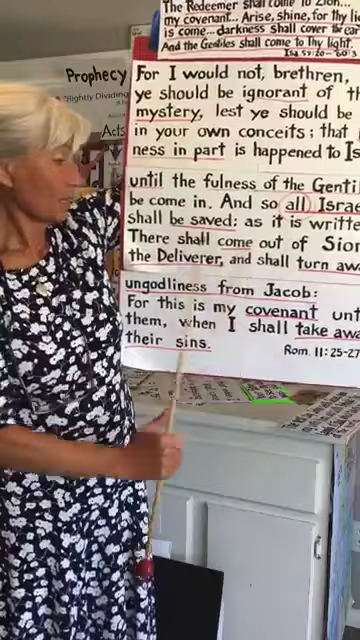 The Redeemer shall come to Zion...
my covenant... Arise, shine, for thy li
is come... darkness shall cover the ear
And the Gentiles shall come to thy light.
Isa. 59:20 - 60:3
Prophecy
"Rightly Dividing
Acts
For I would not, brethren,
ye should be ignorant of th
mystery, lest ye should be
in your own conceits; that
ness in part is happened to Is
until the fulness of the Genti
be come in. And so all Israe
shall be saved: as it is writte
There shall come out of Sion
the Deliverer, and shall turn awa
ungodliness from Jacob:
For this is my covenant unt
them, when I shall take awa
their sins.
Rom. 11:25-27